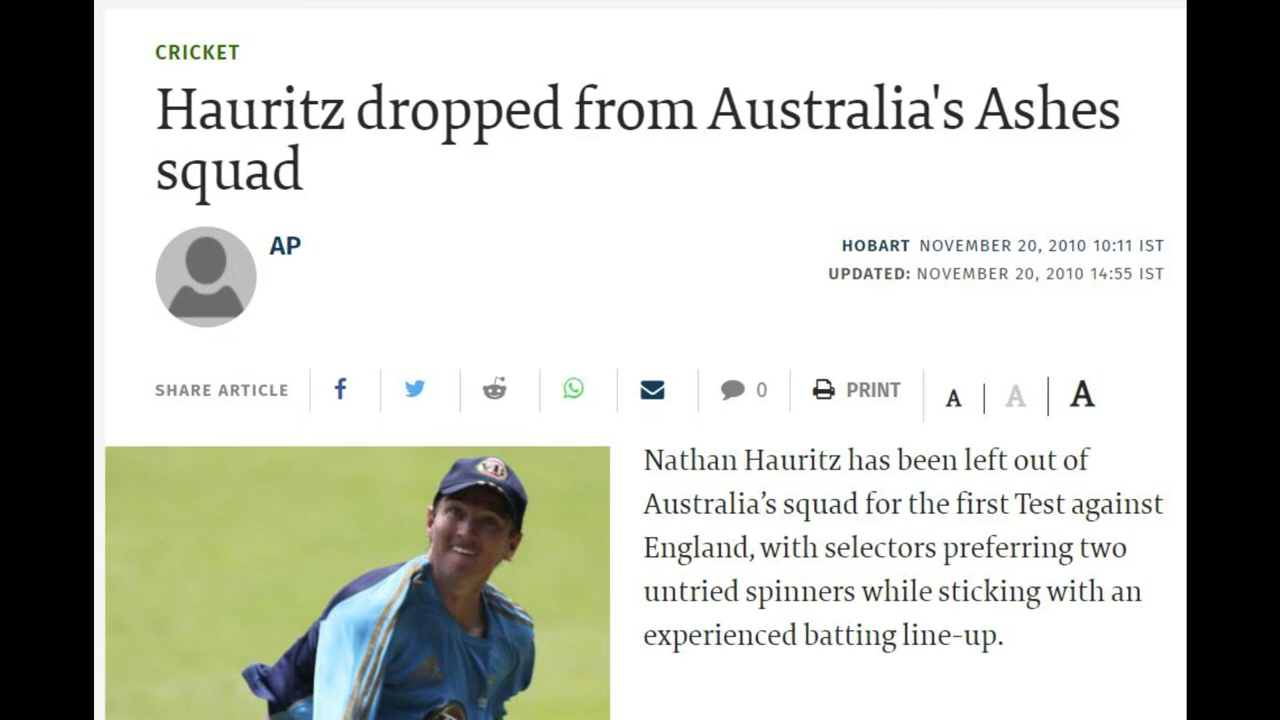 CRICKET
Hauritz dropped from Australia's Ashes
squad
AP
HOBART NOVEMBER 20, 2010 10:11 IST
UPDATED: NOVEMBER 20, 2010 14:55 IST
SHARE ARTICLE
0
PRINT
A A A
Nathan Hauritz has been left out of
Australia’s squad for the first Test against
England, with selectors preferring two
untried spinners while sticking with an
experienced batting line-up.
VB